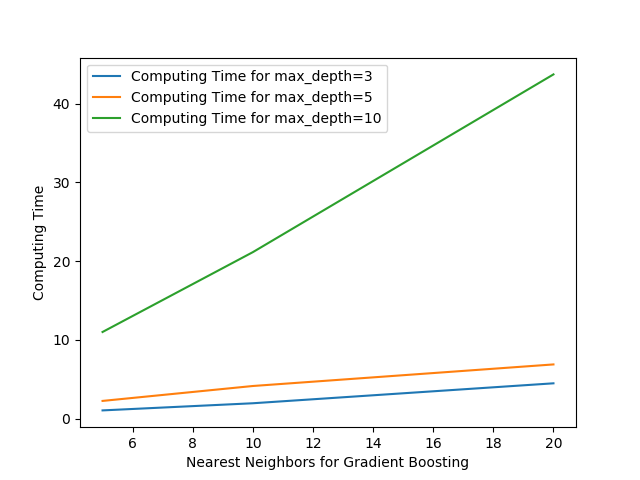 Computing Time for max_depth=3
Computing Time for max_depth=5
Computing Time for max_depth=10
40
30
20
10
0
Computing Time
6 8 10 12 14 16 18 20
Nearest Neighbors for Gradient Boosting